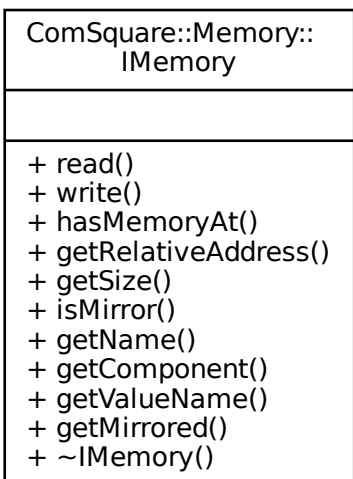 ComSquare::Memory::
IMemory
+ read()
+ write()
+ hasMemoryAt()
+ getRelativeAddress()
+ getSize()
+ isMirror()
+ getName()
+ getComponent()
+ getValueName()
+ getMirrored()
+ ~IMemory()